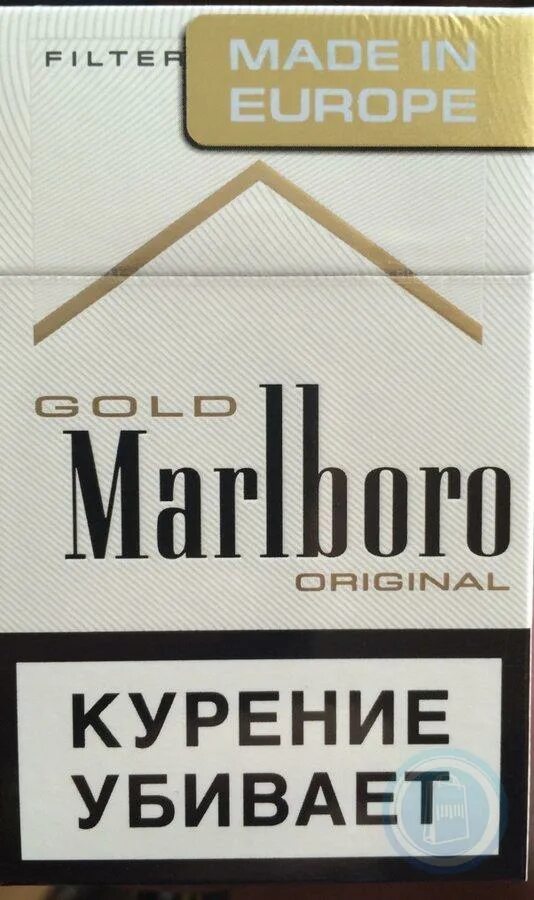 FILTER
MADE IN
EUROPE
GOLD
Marlboro
ORIGINAL
КУРЕНИЕ
УБИВАЕТ